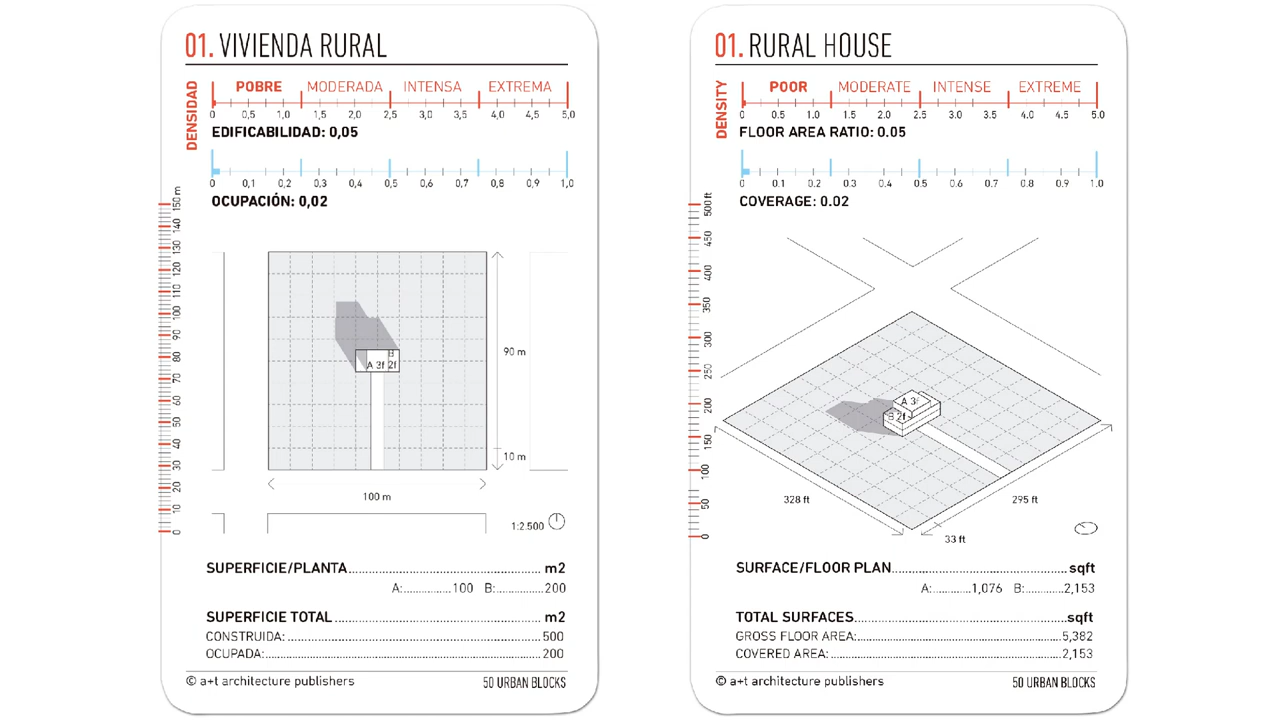 01. VIVIENDA RURAL
DENSIDAD
POBRE MODERADA INTENSA EXTREMA
0 0,5 1,0 1,5 2,0 2,5 3,0 3,5 4,0 4,5 5,0
EDIFICABILIDAD: 0,05
0 0,1 0,2 0,3 0,4 0,5 0,6 0,7 0,8 0,9 1,0
OCUPACIÓN: 0,02
150 m
140
130
120
110
100
90
80
70
60
50
40
30
20
10
0
90 m
B
A 3f 2f
10 m
100 m
1:2.500
SUPERFICIE/PLANTA m2
A: 100 B: 200
SUPERFICIE TOTAL m2
CONSTRUIDA: 500
OCUPADA: 200
© a+t architecture publishers 50 URBAN BLOCKS
01. RURAL HOUSE
DENSITY
POOR MODERATE INTENSE EXTREME
0 0.5 1.0 1.5 2.0 2.5 3.0 3.5 4.0 4.5 5.0
FLOOR AREA RATIO: 0.05
0 0.1 0.2 0.3 0.4 0.5 0.6 0.7 0.8 0.9 1.0
COVERAGE: 0.02
500 ft
450
400
350
300
250
200
150
100
50
0
A 3f
B 2f
328 ft
295 ft
33 ft
SURFACE/FLOOR PLAN sqft
A: 1,076 B: 2,153
TOTAL SURFACES sqft
GROSS FLOOR AREA: 5,382
COVERED AREA: 2,153
© a+t architecture publishers 50 URBAN BLOCKS